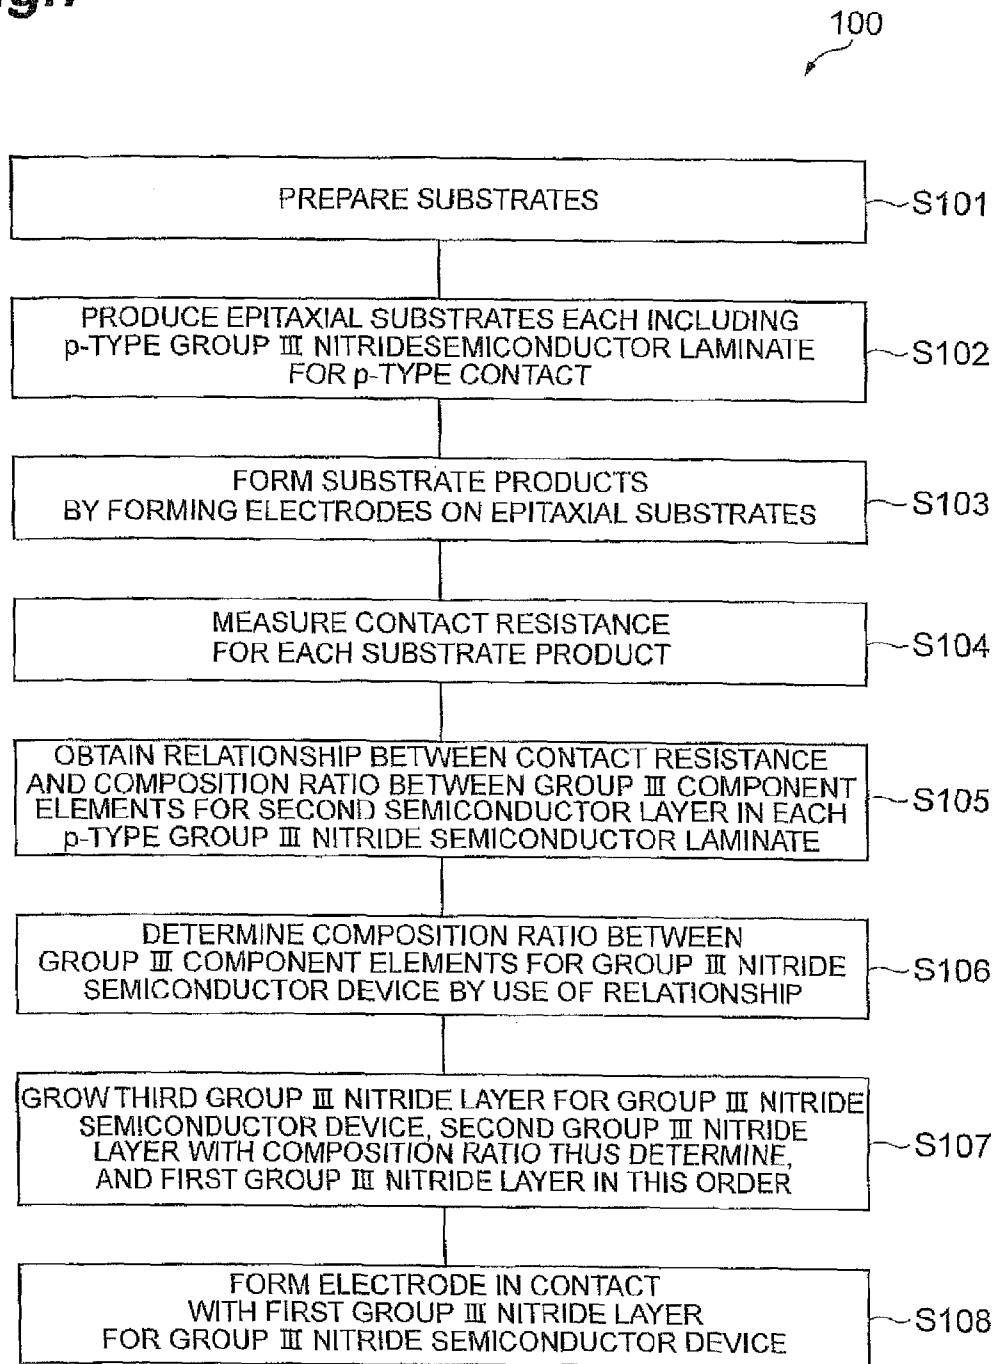 100
PREPARE SUBSTRATES
S101
PRODUCE EPITAXIAL SUBSTRATES EACH INCLUDING
p-TYPE GROUP III NITRIDESEMICONDUCTOR LAMINATE
FOR p-TYPE CONTACT
S102
FORM SUBSTRATE PRODUCTS
BY FORMING ELECTRODES ON EPITAXIAL SUBSTRATES
S103
MEASURE CONTACT RESISTANCE
FOR EACH SUBSTRATE PRODUCT
S104
OBTAIN RELATIONSHIP BETWEEN CONTACT RESISTANCE
AND COMPOSITION RATIO BETWEEN GROUP III COMPONENT
ELEMENTS FOR SECOND SEMICONDUCTOR LAYER IN EACH
p-TYPE GROUP III NITRIDE SEMICONDUCTOR LAMINATE
S105
DETERMINE COMPOSITION RATIO BETWEEN
GROUP III COMPONENT ELEMENTS FOR GROUP III NITRIDE
SEMICONDUCTOR DEVICE BY USE OF RELATIONSHIP
S106
GROW THIRD GROUP III NITRIDE LAYER FOR GROUP III NITRIDE
SEMICONDUCTOR DEVICE, SECOND GROUP III NITRIDE
LAYER WITH COMPOSITION RATIO THUS DETERMINE,
AND FIRST GROUP III NITRIDE LAYER IN THIS ORDER
S107
FORM ELECTRODE IN CONTACT
WITH FIRST GROUP III NITRIDE LAYER
FOR GROUP III NITRIDE SEMICONDUCTOR DEVICE
S108